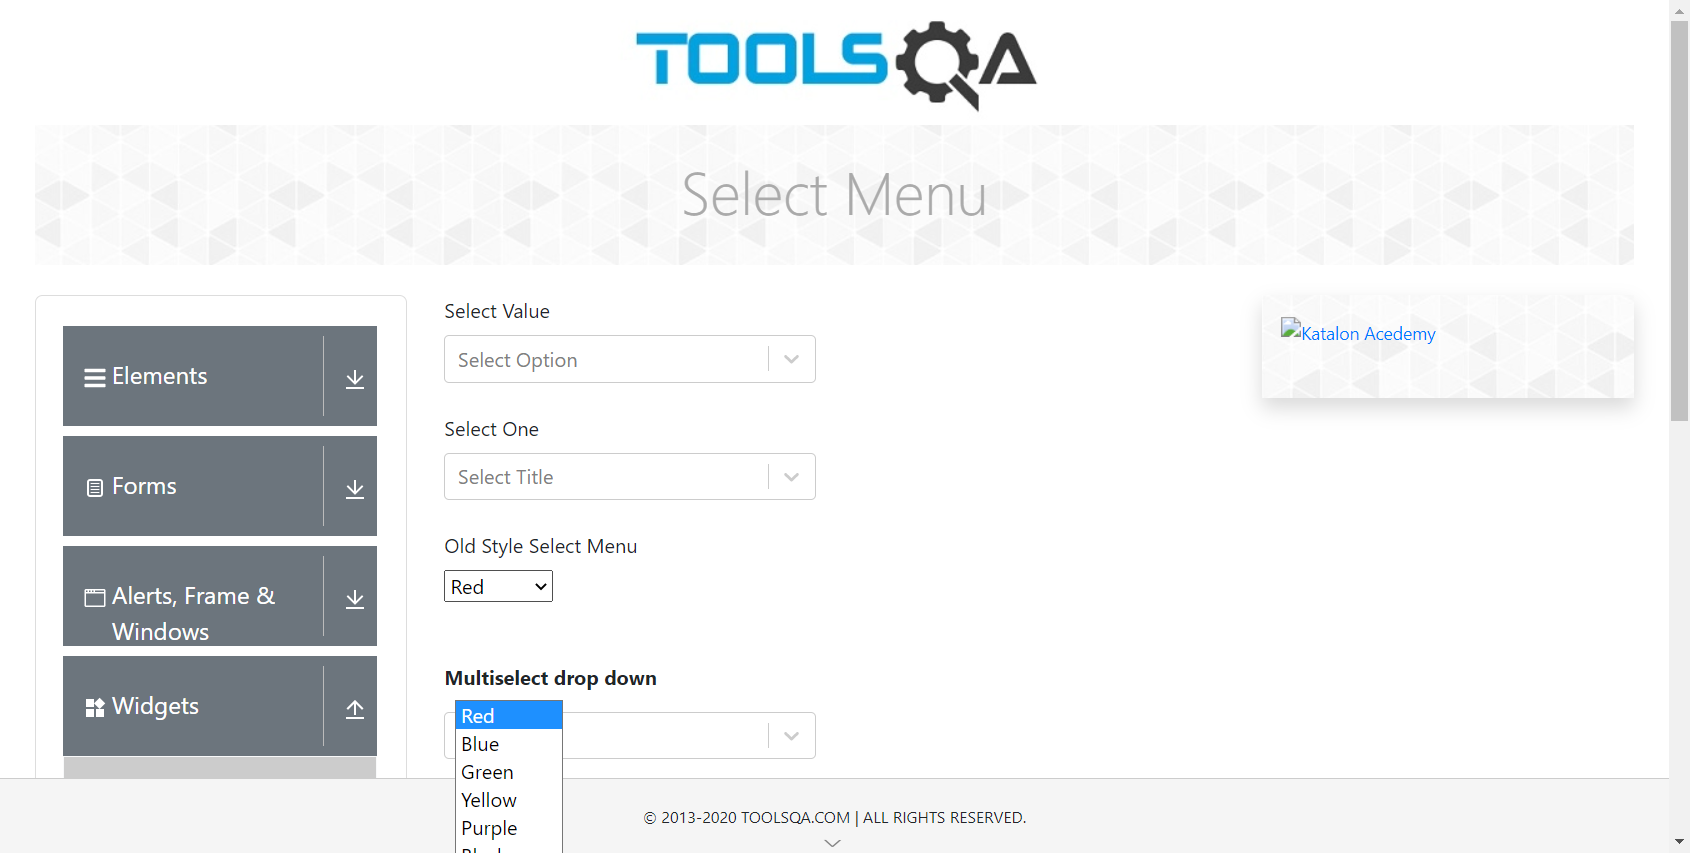 TOOLSQA
Select Menu
Elements
Forms
Alerts, Frame &
Windows
Widgets
Select Value
Select Option
Select One
Select Title
Old Style Select Menu
Red
Multiselect drop down
Red
Blue
Green
Yellow
Purple
Katalon Acedemy
© 2013-2020 TOOLSQA.COM | ALL RIGHTS RESERVED.